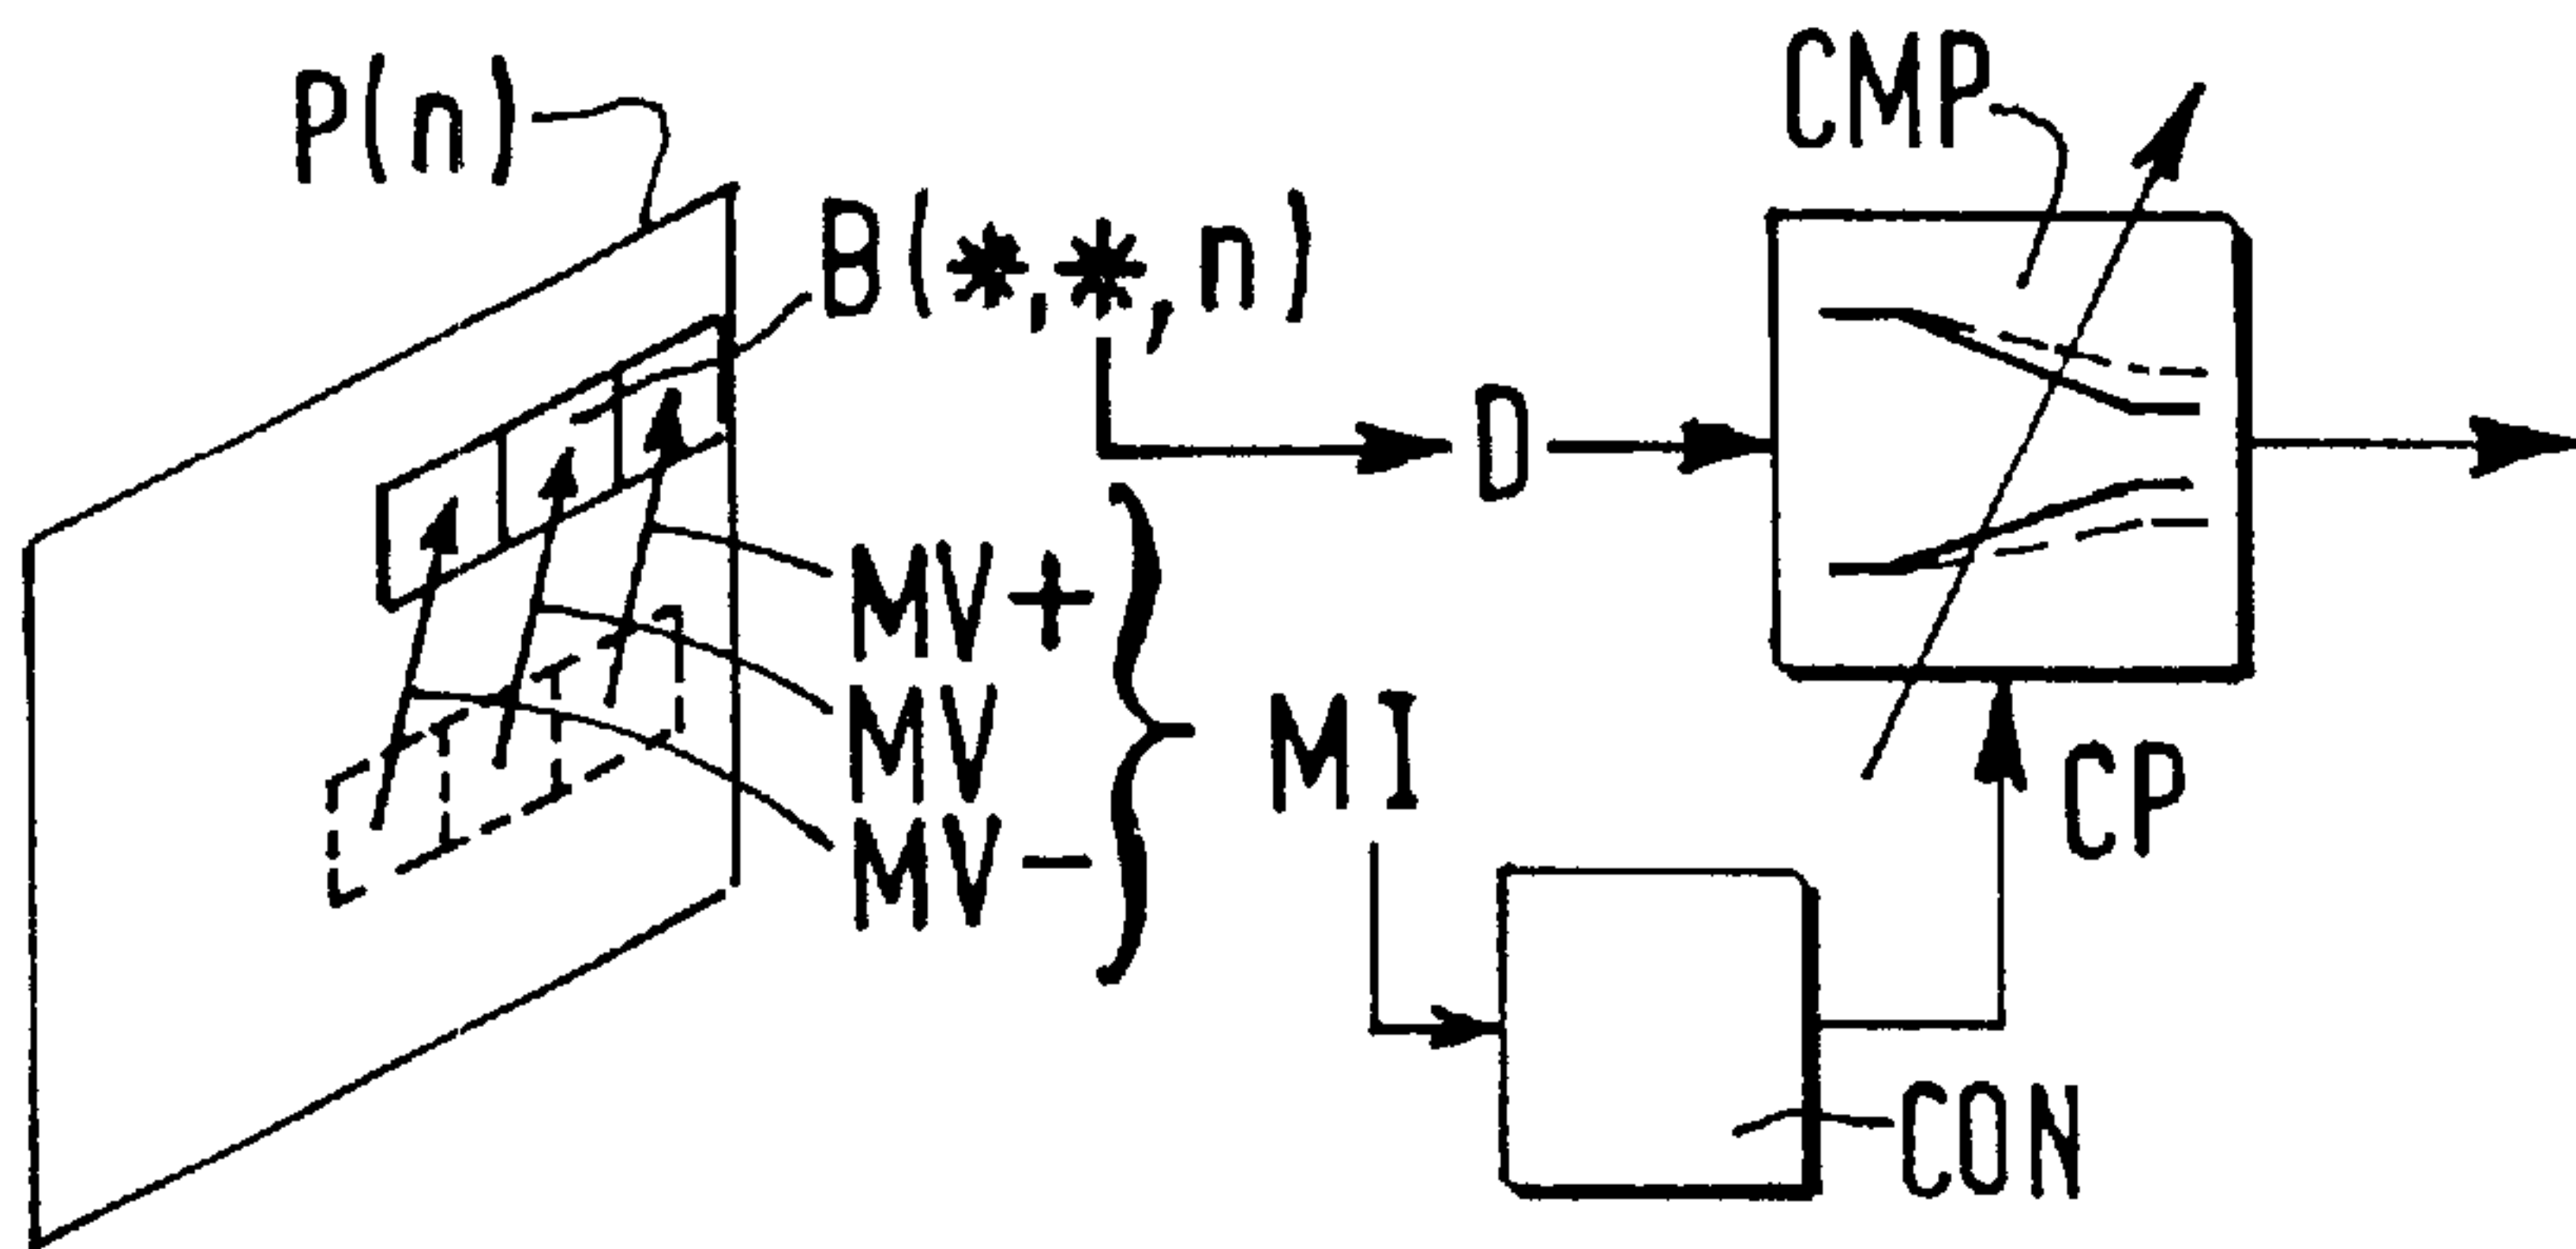 P(n)
CMP
B(*,*,n)
D
MV+
MV
MV-
MI
CP
CON